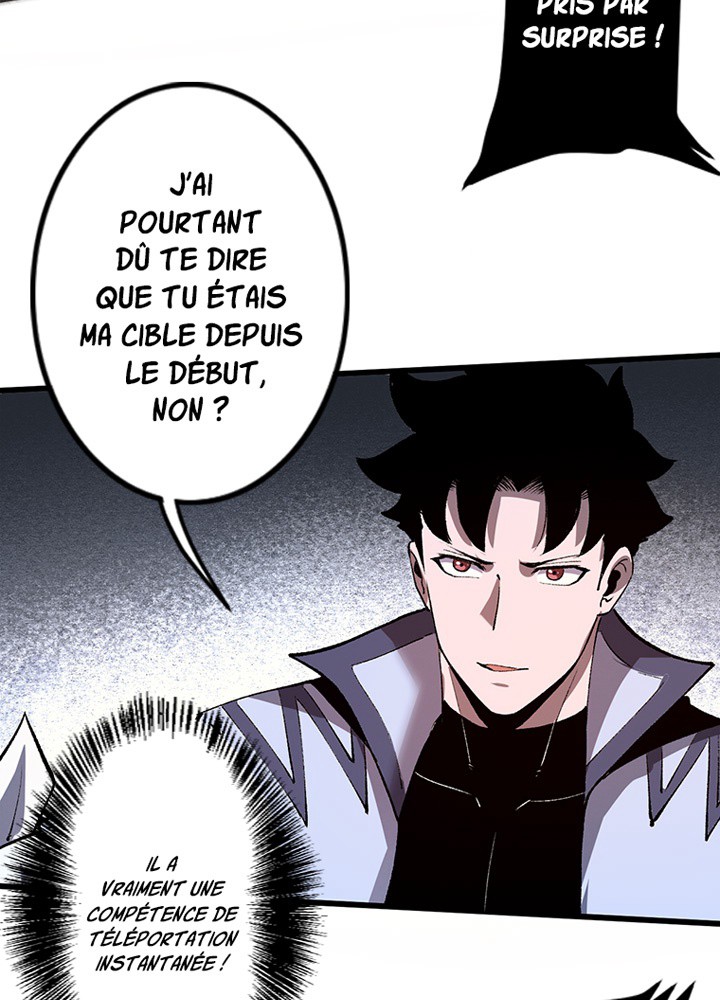 PRIS PAR
SURPRISE !
J'AI
POURTANT
DÛ TE DIRE
QUE TU ÉTAIS
MA CIBLE DEPUIS
LE DÉBUT,
NON ?
IL A
VRAIMENT UNE
COMPÉTENCE DE
TÉLÉPORTATION
INSTANTANÉE !